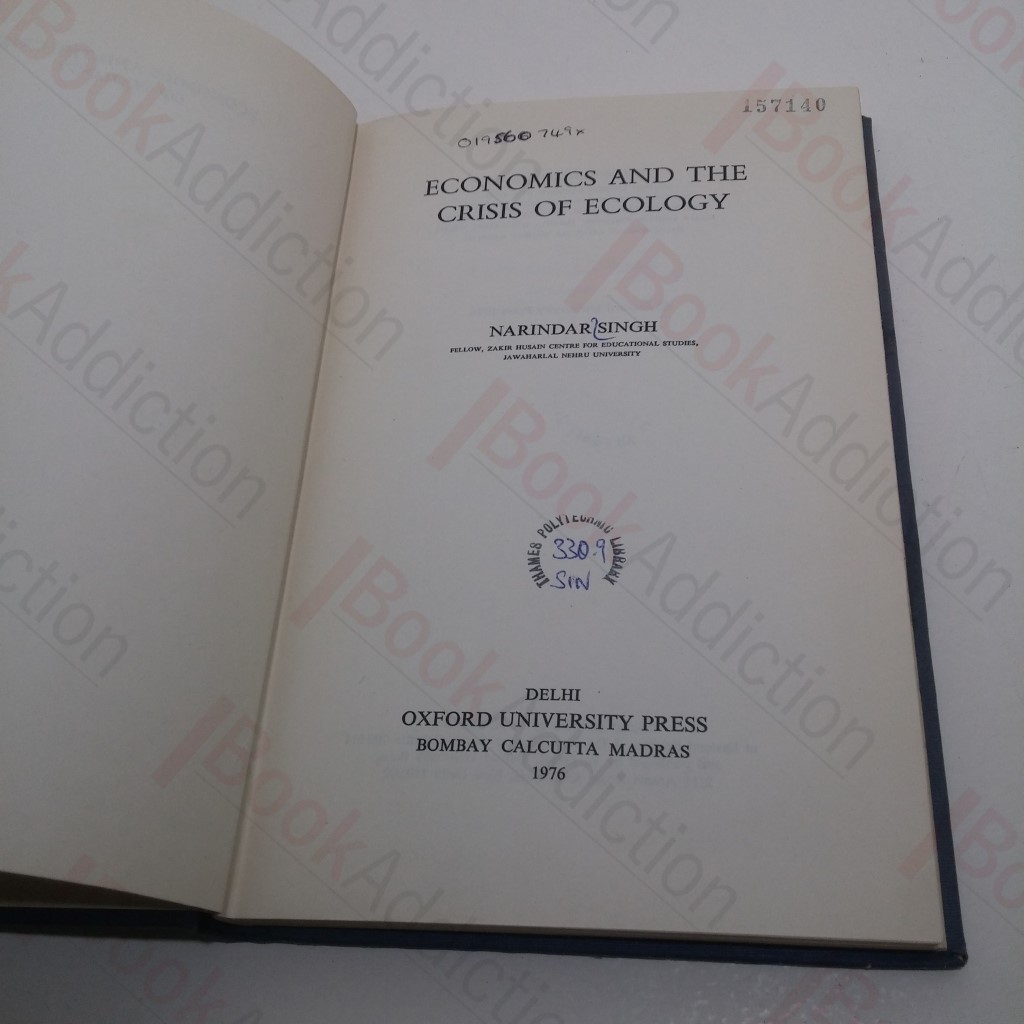 157140
019560749x
ECONOMICS AND THE
CRISIS OF ECOLOGY
NARINDAR SINGH
FELLOW, ZAKIR HUSAIN CENTRE FOR EDUCATIONAL STUDIES,
JAWAHARLAL NEHRU UNIVERSITY
THAMES POLYTECHNIC LIBRARY
330.9
SIN
DELHI
OXFORD UNIVERSITY PRESS
BOMBAY CALCUTTA MADRAS
1976
BookAddiction